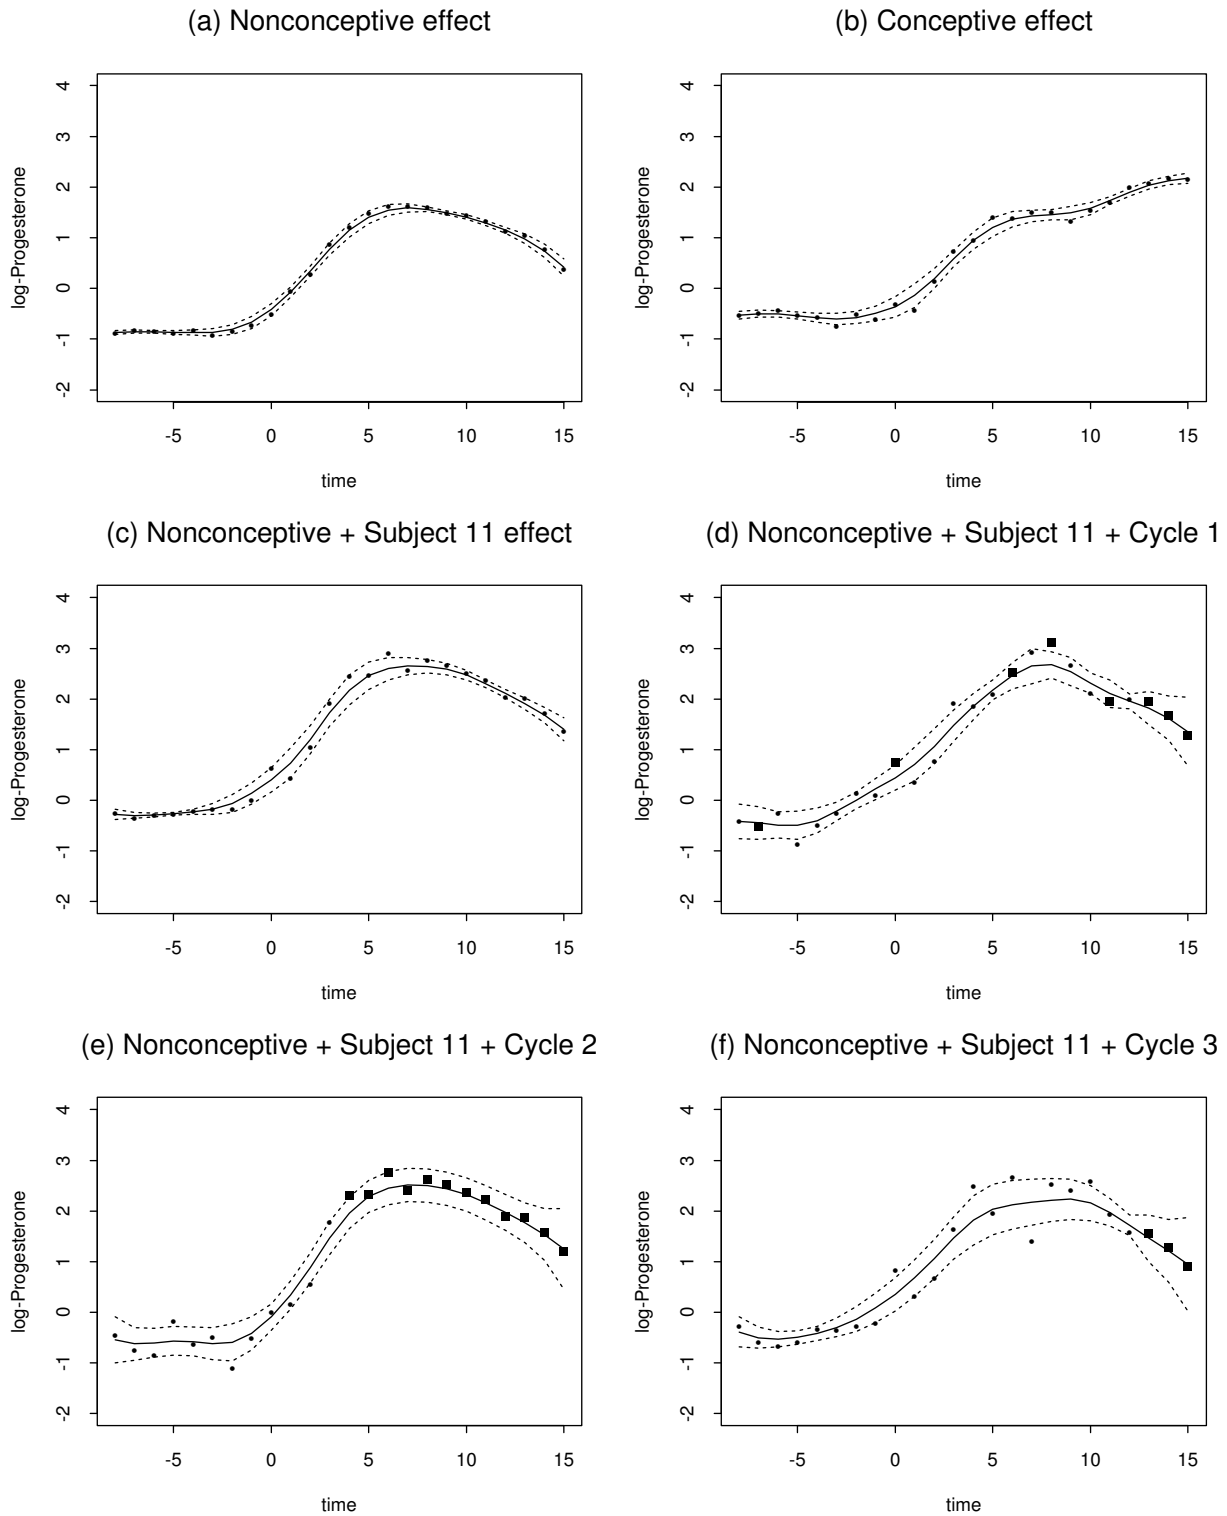 (a) Nonconceptive effect
(b) Conceptive effect
log-Progesterone
4
3
2
1
0
-1
-2
-5 0 5 10 15
time
log-Progesterone
4
3
2
1
0
-1
-2
-5 0 5 10 15
time
(c) Nonconceptive + Subject 11 effect
(d) Nonconceptive + Subject 11 + Cycle 1
log-Progesterone
4
3
2
1
0
-1
-2
-5 0 5 10 15
time
log-Progesterone
4
3
2
1
0
-1
-2
-5 0 5 10 15
time
(e) Nonconceptive + Subject 11 + Cycle 2
(f) Nonconceptive + Subject 11 + Cycle 3
log-Progesterone
4
3
2
1
0
-1
-2
-5 0 5 10 15
time
log-Progesterone
4
3
2
1
0
-1
-2
-5 0 5 10 15
time